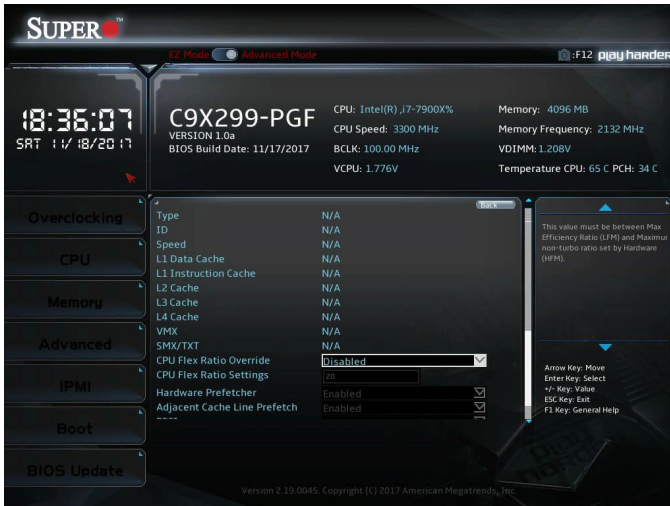 SUPER™
EZ Mode Advanced Mode
:F12 play harder
18:36:07
SAT 11/18/2017
C9X299-PGF
VERSION 1.0a
BIOS Build Date: 11/17/2017
CPU: Intel(R) ,i7-7900X%
CPU Speed: 3300 MHz
BCLK: 100.00 MHz
VCPU: 1.776V
Memory: 4096 MB
Memory Frequency: 2132 MHz
VDIMM: 1.208V
Temperature CPU: 65 C PCH: 34 C
Overclocking
CPU
Memory
Advanced
IPMI
Boot
BIOS Update
Back
Type N/A
ID N/A
Speed N/A
L1 Data Cache N/A
L1 Instruction Cache N/A
L2 Cache N/A
L3 Cache N/A
L4 Cache N/A
VMX N/A
SMX/TXT N/A
CPU Flex Ratio Override Disabled
CPU Flex Ratio Settings 20
Hardware Prefetcher Enabled
Adjacent Cache Line Prefetch Enabled
This value must be between Max
Efficiency Ratio (LFM) and Maximu
non-turbo ratio set by Hardware
(HFM).
Arrow Key: Move
Enter Key: Select
+/- Key: Value
ESC Key: Exit
F1 Key: General Help
Version 2.19.0045. Copyright (C) 2017 American Megatrends, Inc.